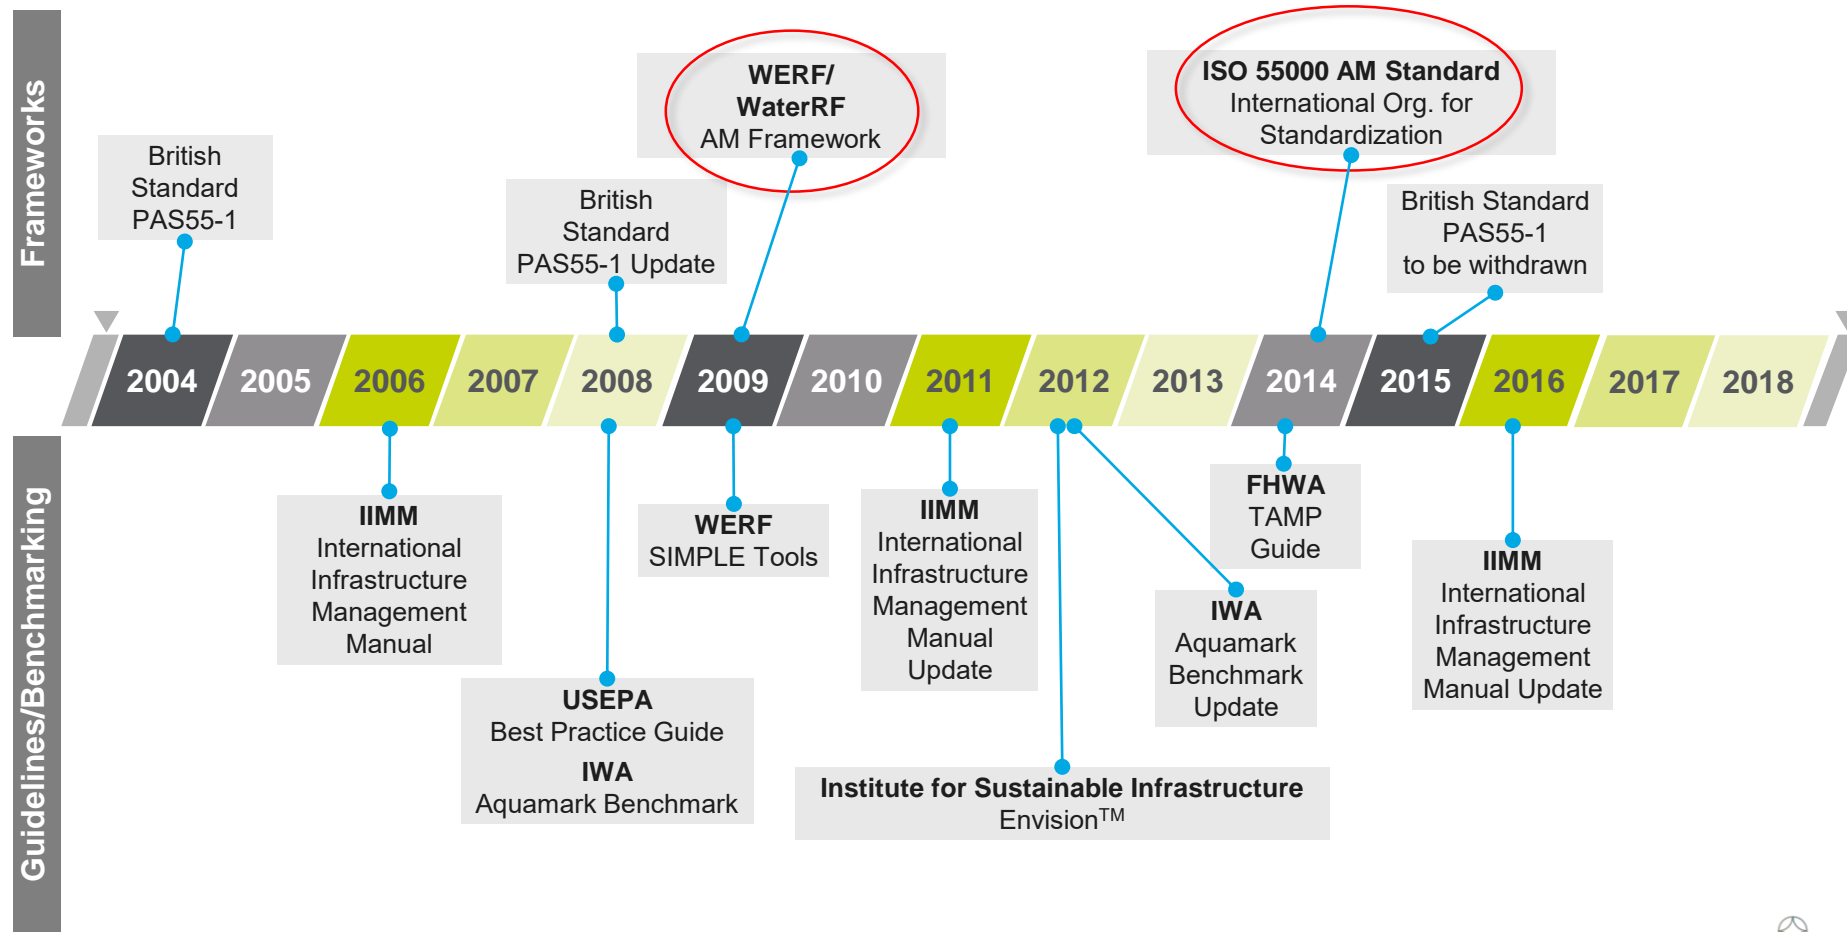 Frameworks
British
Standard
PAS55-1
British
Standard
PAS55-1 Update
WERF/
WaterRF
AM Framework
ISO 55000 AM Standard
International Org. for
Standardization
British Standard
PAS55-1
to be withdrawn
2004
2005
2006
2007
2008
2009
2010
2011
2012
2013
2014
2015
2016
2017
2018
Guidelines/Benchmarking
IIMM
International
Infrastructure
Management
Manual
USEPA
Best Practice Guide
IWA
Aquamark Benchmark
WERF
SIMPLE Tools
IIMM
International
Infrastructure
Management
Manual
Update
Institute for Sustainable Infrastructure
Envision™
IWA
Aquamark
Benchmark
Update
FHWA
TAMP
Guide
IIMM
International
Infrastructure
Management
Manual Update